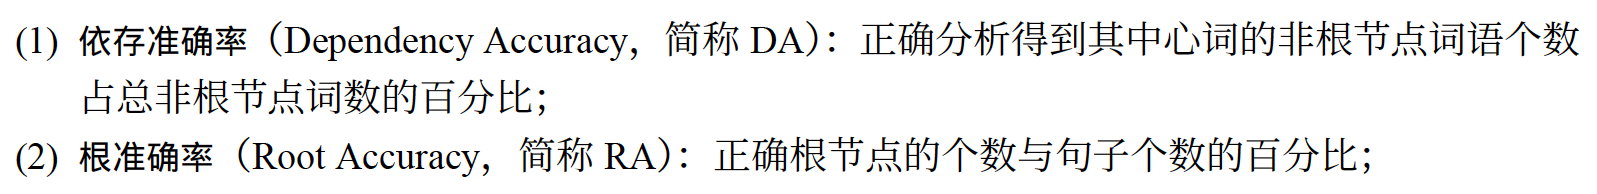 (1) 依存准确率（Dependency Accuracy，简称 DA）：正确分析得到其中心词的非根节点词语个数
占总非根节点词数的百分比；
(2) 根准确率（Root Accuracy，简称 RA）：正确根节点的个数与句子个数的百分比；